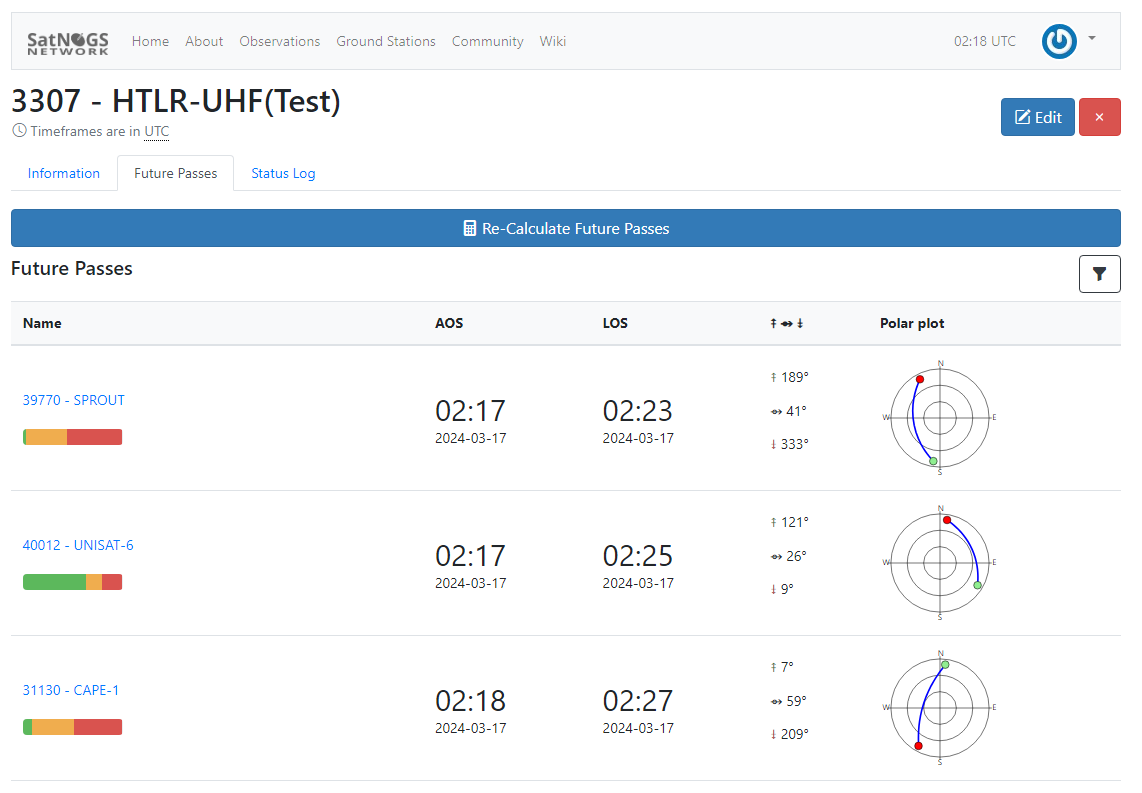 SatNOGS
NETWORK
Home About Observations Ground Stations Community Wiki 02:18 UTC
3307 - HTLR-UHF(Test)
Timeframes are in UTC
Edit ×
Information Future Passes Status Log
Re-Calculate Future Passes
Future Passes
Name AOS LOS ↟ ↭ ↡ Polar plot
39770 - SPROUT
02:17
2024-03-17
02:23
2024-03-17
↟ 189°
↭ 41°
↡ 333°
N
W E
S
40012 - UNISAT-6
02:17
2024-03-17
02:25
2024-03-17
↟ 121°
↭ 26°
↡ 9°
N
W E
S
31130 - CAPE-1
02:18
2024-03-17
02:27
2024-03-17
↟ 7°
↭ 59°
↡ 209°
N
W E
S